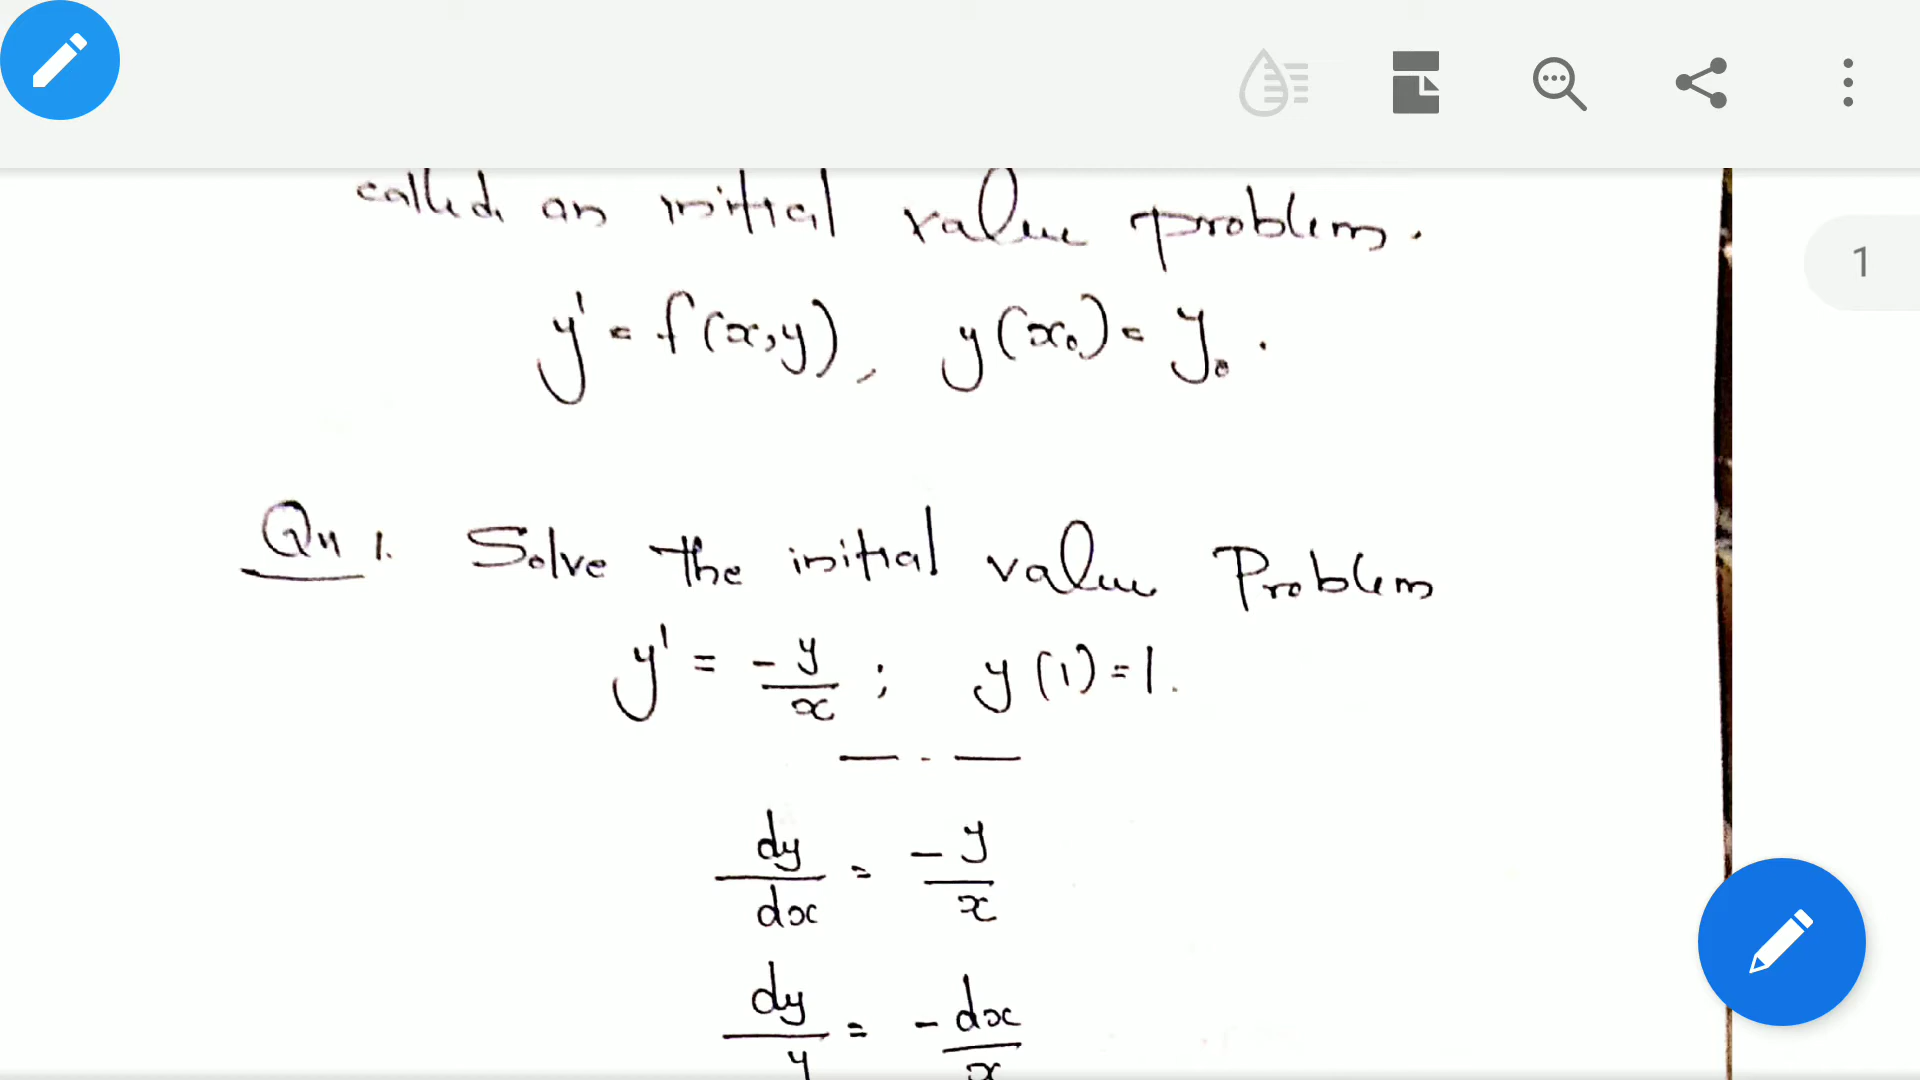 called an initial value problem.
y' = f(x,y), y(x₀) = y₀.
1
Qn 1. Solve the initial value Problem
y' = -y/x ; y(1)=1.
— . —
dy/dx = -y/x
dy/y = -dx/x